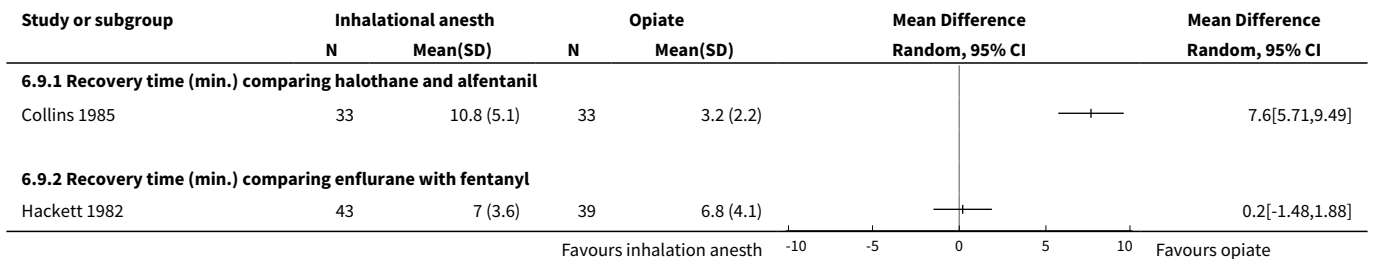 Study or subgroup Inhalational anesth Opiate Mean Difference Mean Difference
N Mean(SD) N Mean(SD) Random, 95% CI Random, 95% CI
6.9.1 Recovery time (min.) comparing halothane and alfentanil
Collins 1985 33 10.8 (5.1) 33 3.2 (2.2) 7.6[5.71,9.49]
6.9.2 Recovery time (min.) comparing enflurane with fentanyl
Hackett 1982 43 7 (3.6) 39 6.8 (4.1) 0.2[-1.48,1.88]
Favours inhalation anesth -10 -5 0 5 10 Favours opiate